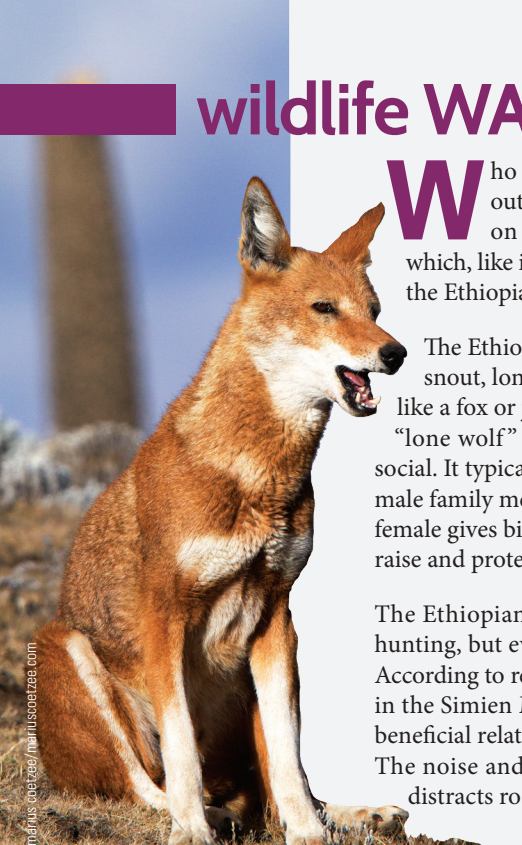 wildlife WA
Who
out
on
which, like i
the Ethiopia
The Ethio
snout, lon
like a fox or
“lone wolf”
social. It typica
male family me
female gives bi
raise and prote
The Ethiopian
hunting, but ev
According to re
in the Simien
beneficial relat
The noise and
distracts ro
marius coetzee/mariuscoetzee.com